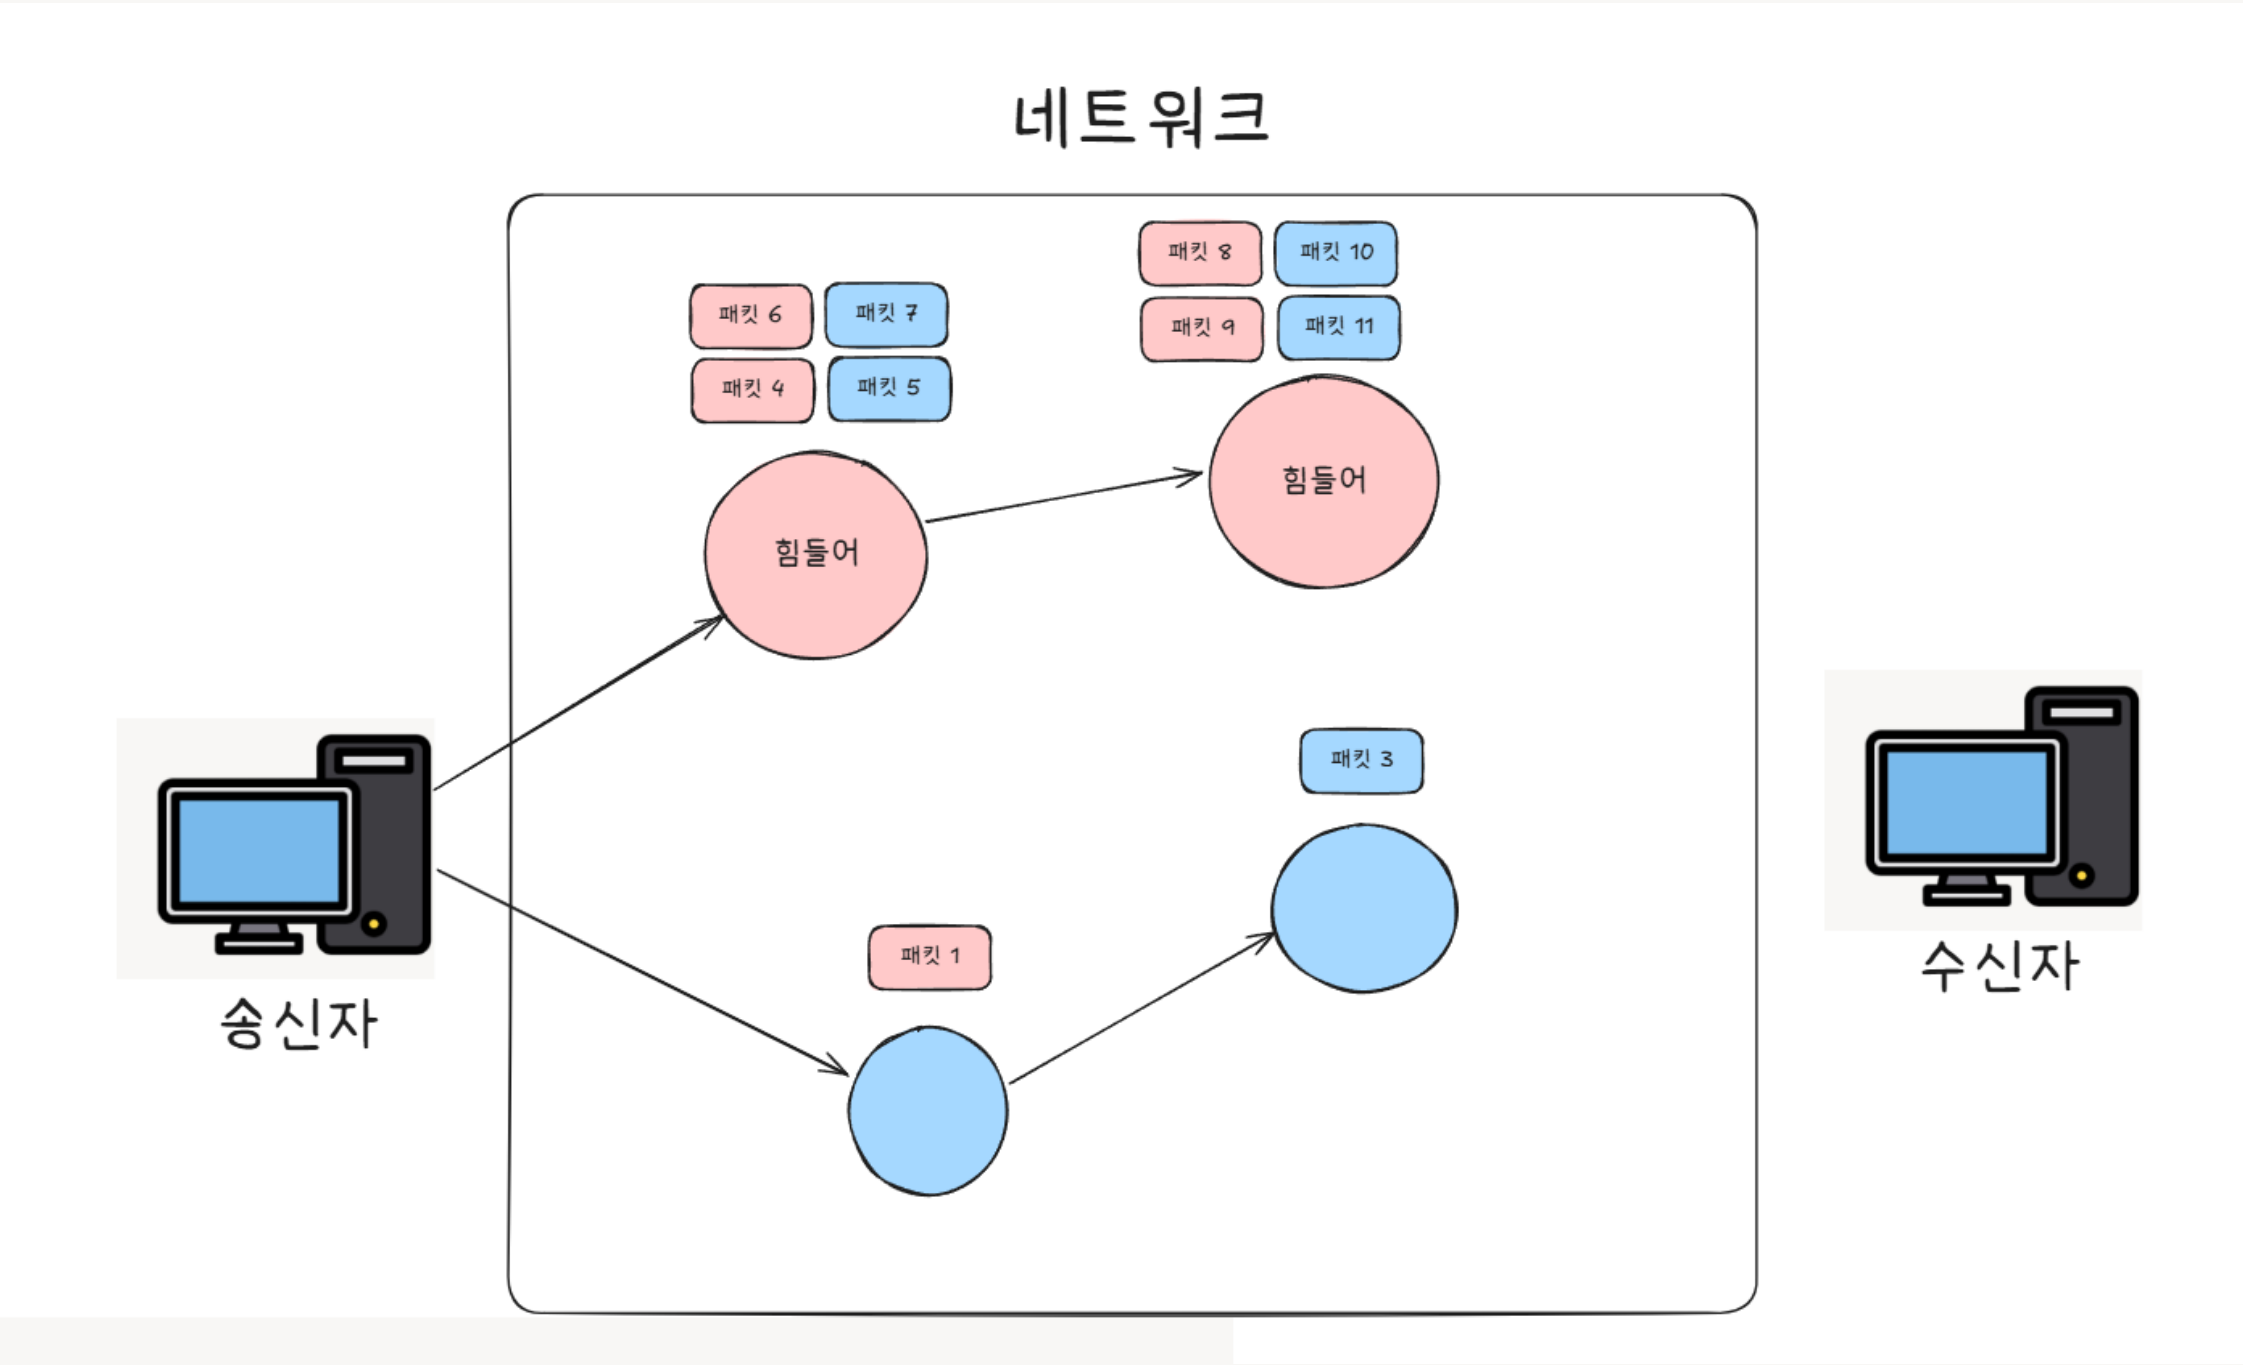 네트워크
패킷 8
패킷 10
패킷 9
패킷 11
패킷 6
패킷 7
패킷 4
패킷 5
힘들어
힘들어
패킷 3
패킷 1
송신자
수신자